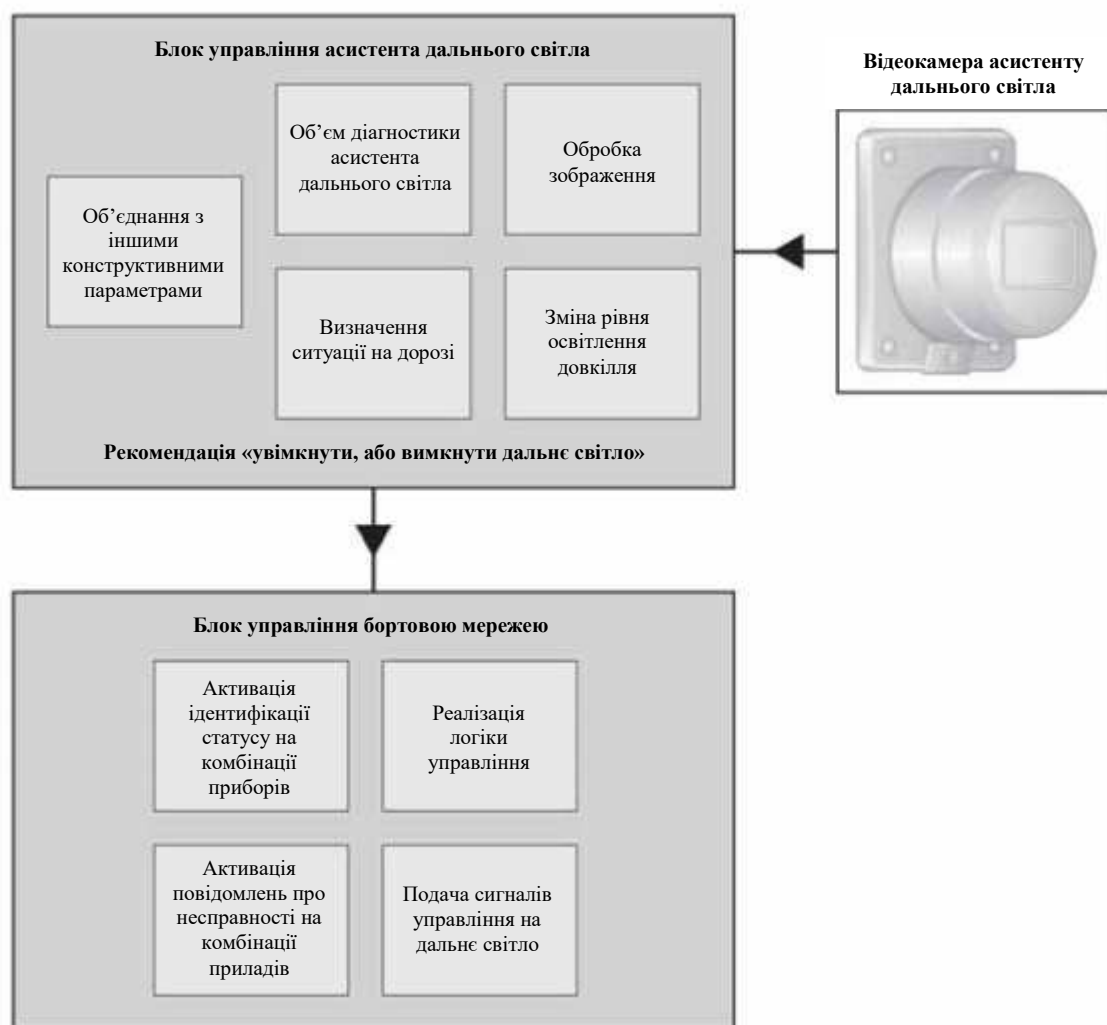 Блок управління асистента дальнього світла
Відеокамера асистенту
дальнього світла
Об’єм діагностики
асистента
дальнього світла
Обробка
зображення
Об’єднання з
іншими
конструктивними
параметрами
Визначення
ситуації на дорозі
Зміна рівня
освітлення
довкілля
Рекомендація «увімкнути, або вимкнути дальнє світло»
Блок управління бортовою мережею
Активація
ідентифікації
статусу на
комбінації
приборів
Реалізація
логіки
управління
Активація
повідомлень про
несправності на
комбінації
приладів
Подача сигналів
управління на
дальнє світло